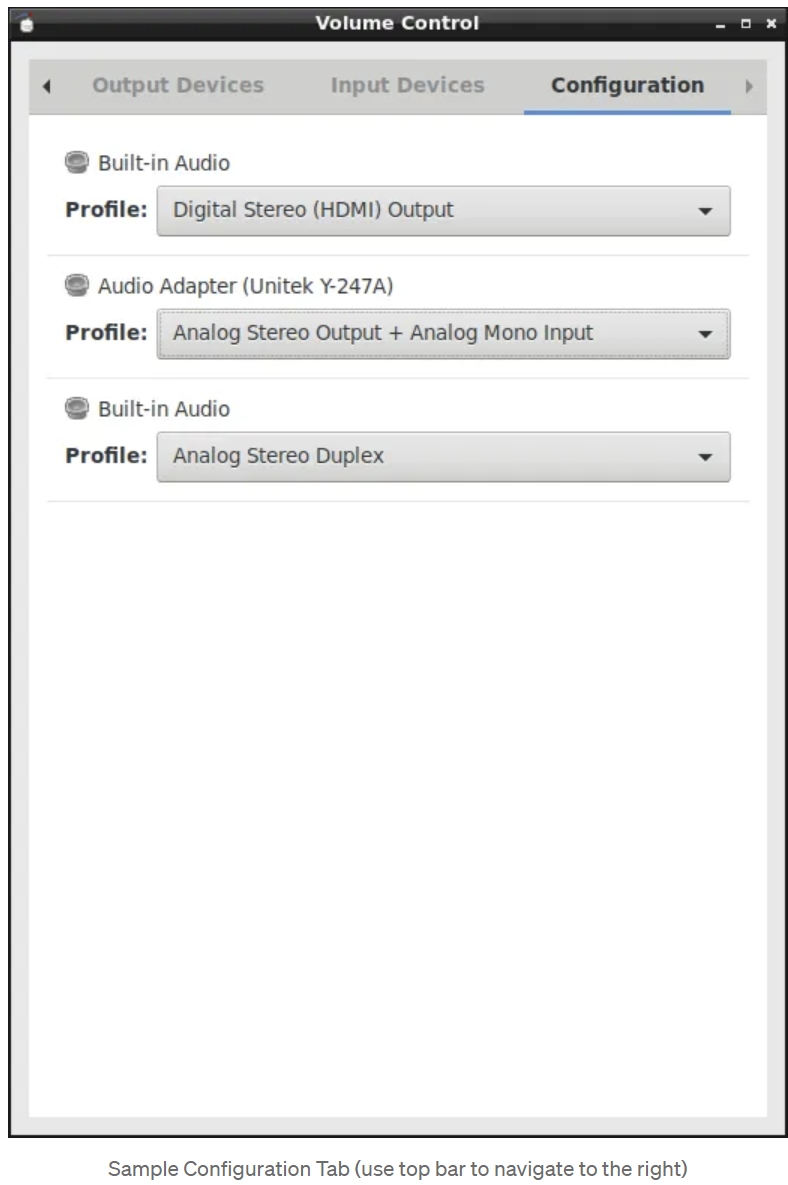 Volume Control
Output Devices Input Devices Configuration
Built-in Audio
Profile: Digital Stereo (HDMI) Output
Audio Adapter (Unitek Y-247A)
Profile: Analog Stereo Output + Analog Mono Input
Built-in Audio
Profile: Analog Stereo Duplex
Sample Configuration Tab (use top bar to navigate to the right)